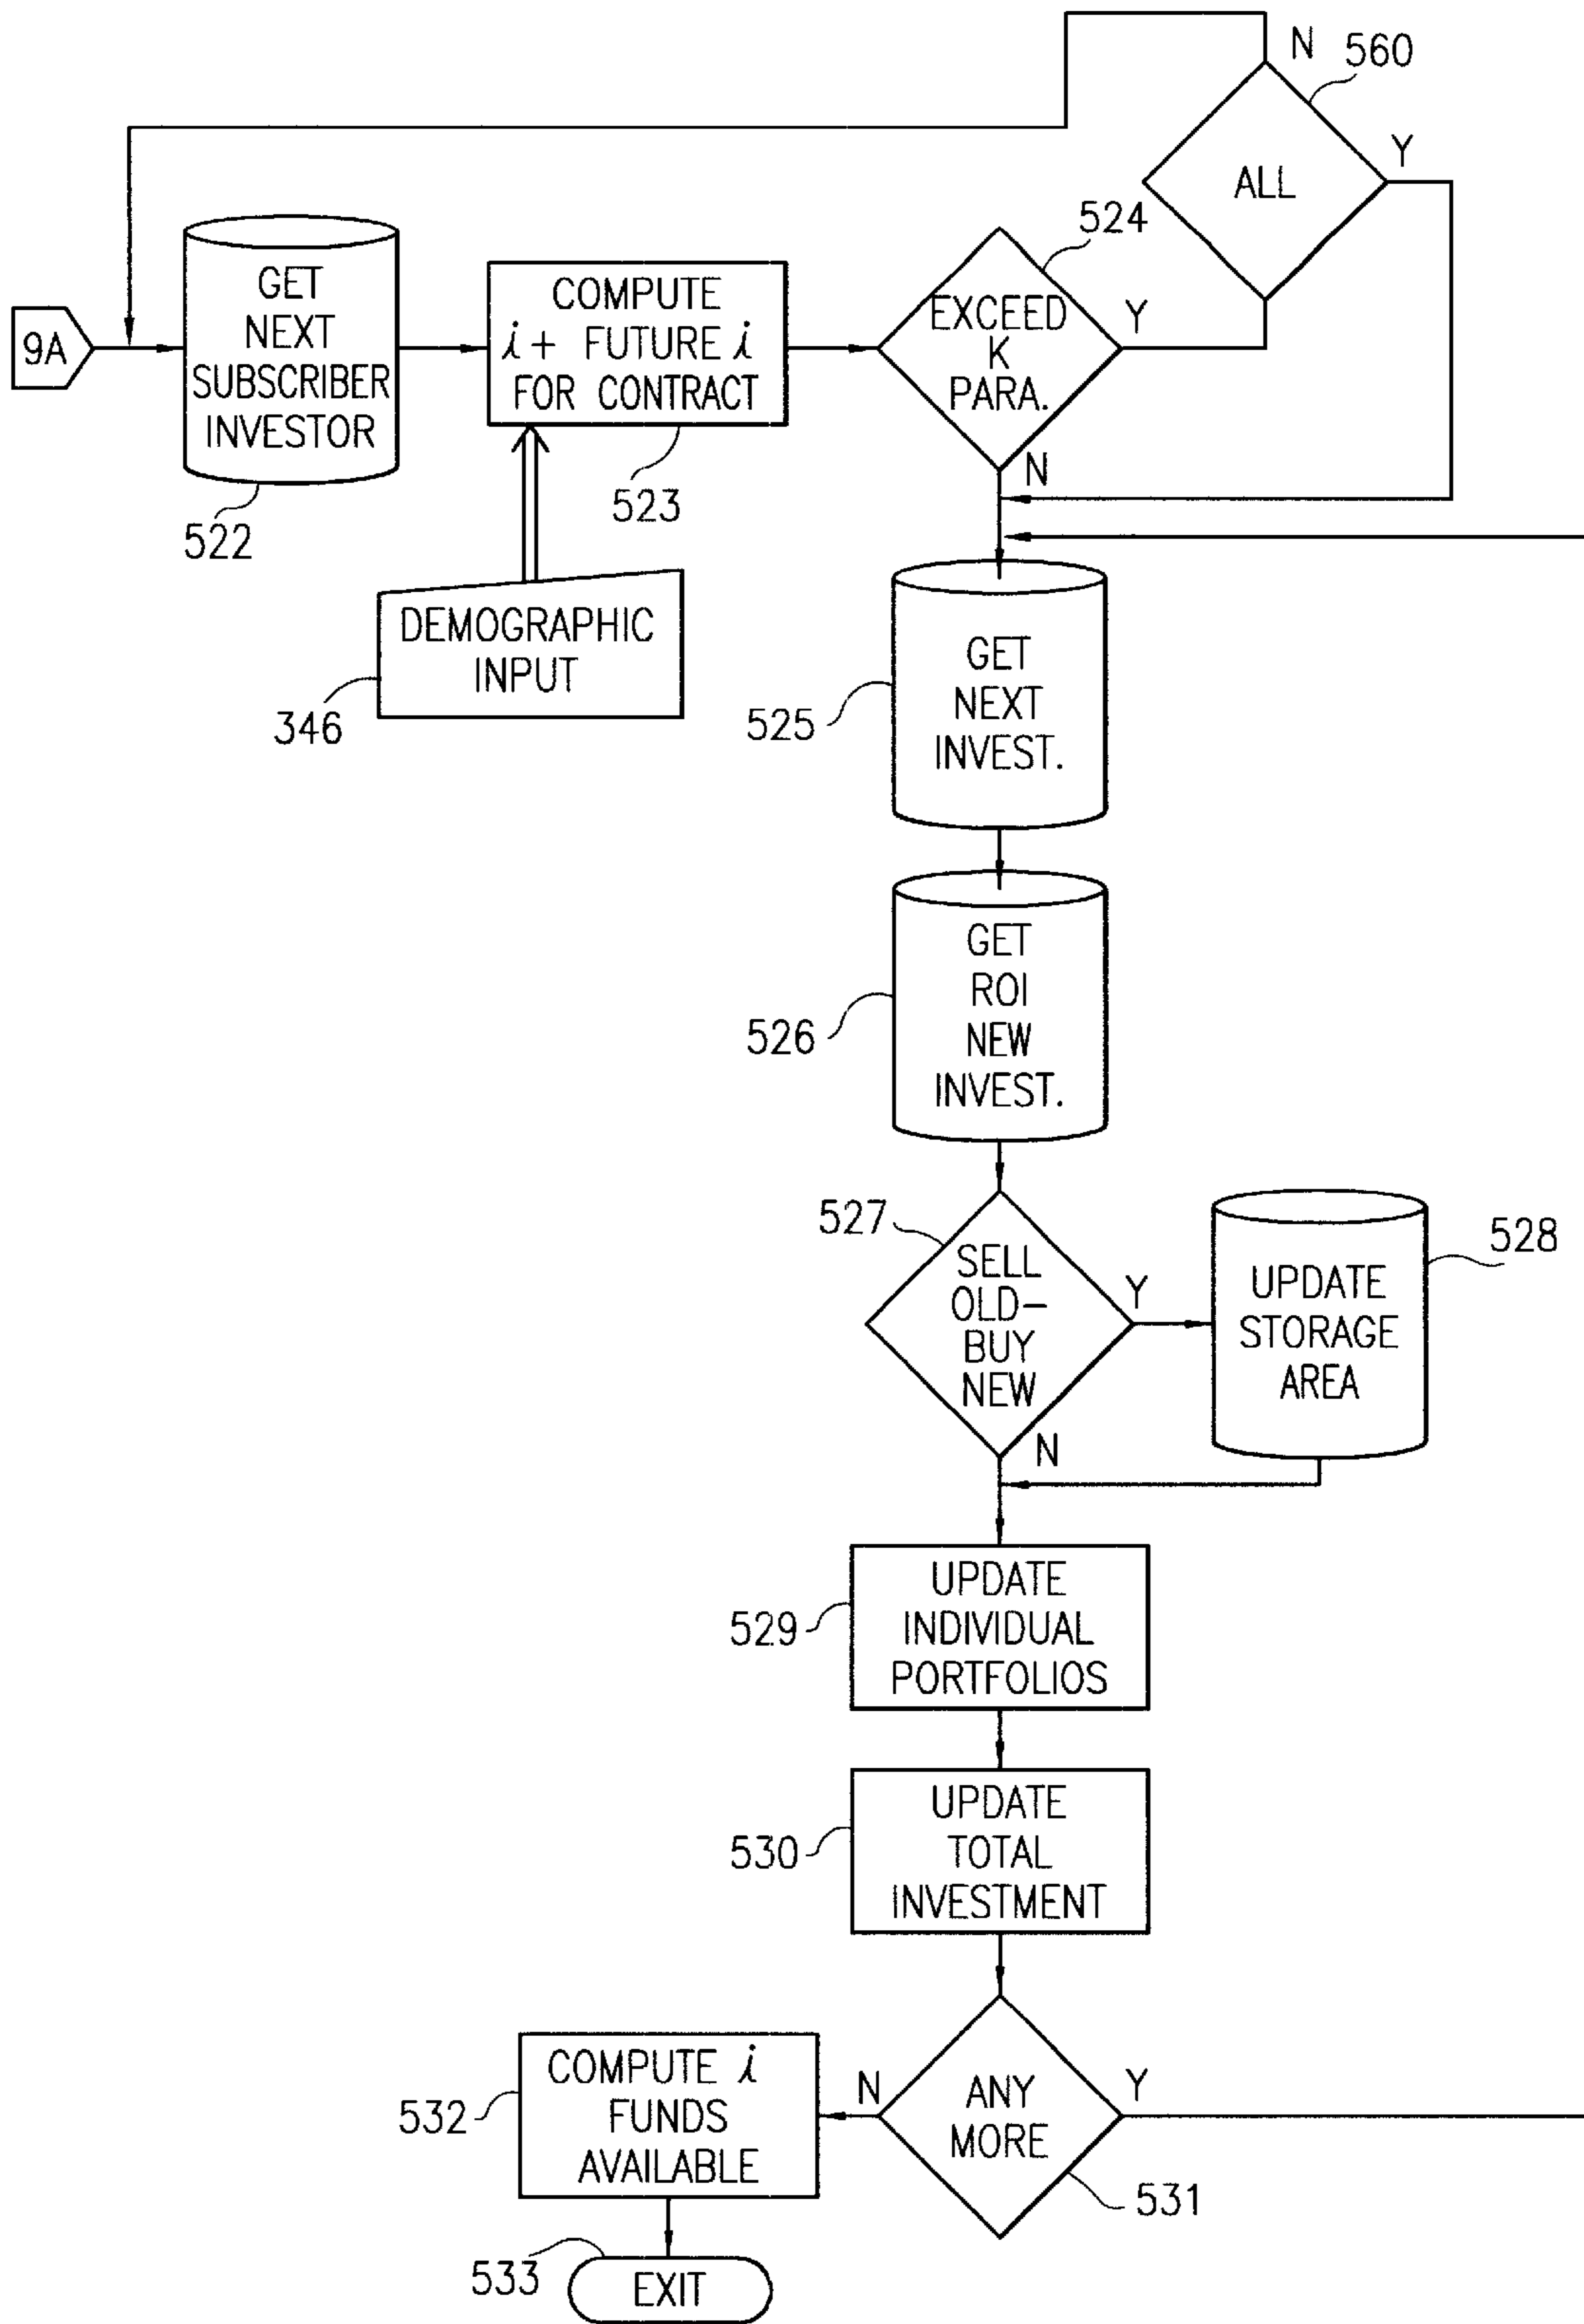 N
560
ALL
Y
9A
GET
NEXT
SUBSCRIBER
INVESTOR
522
COMPUTE
i + FUTURE i
FOR CONTRACT
523
DEMOGRAPHIC
INPUT
346
524
EXCEED
K
PARA.
Y
N
GET
NEXT
INVEST.
525
GET
ROI
NEW
INVEST.
526
527
SELL
OLD-
BUY
NEW
Y
N
UPDATE
STORAGE
AREA
528
UPDATE
INDIVIDUAL
PORTFOLIOS
529
UPDATE
TOTAL
INVESTMENT
530
ANY
MORE
N
Y
531
COMPUTE i
FUNDS
AVAILABLE
532
EXIT
533